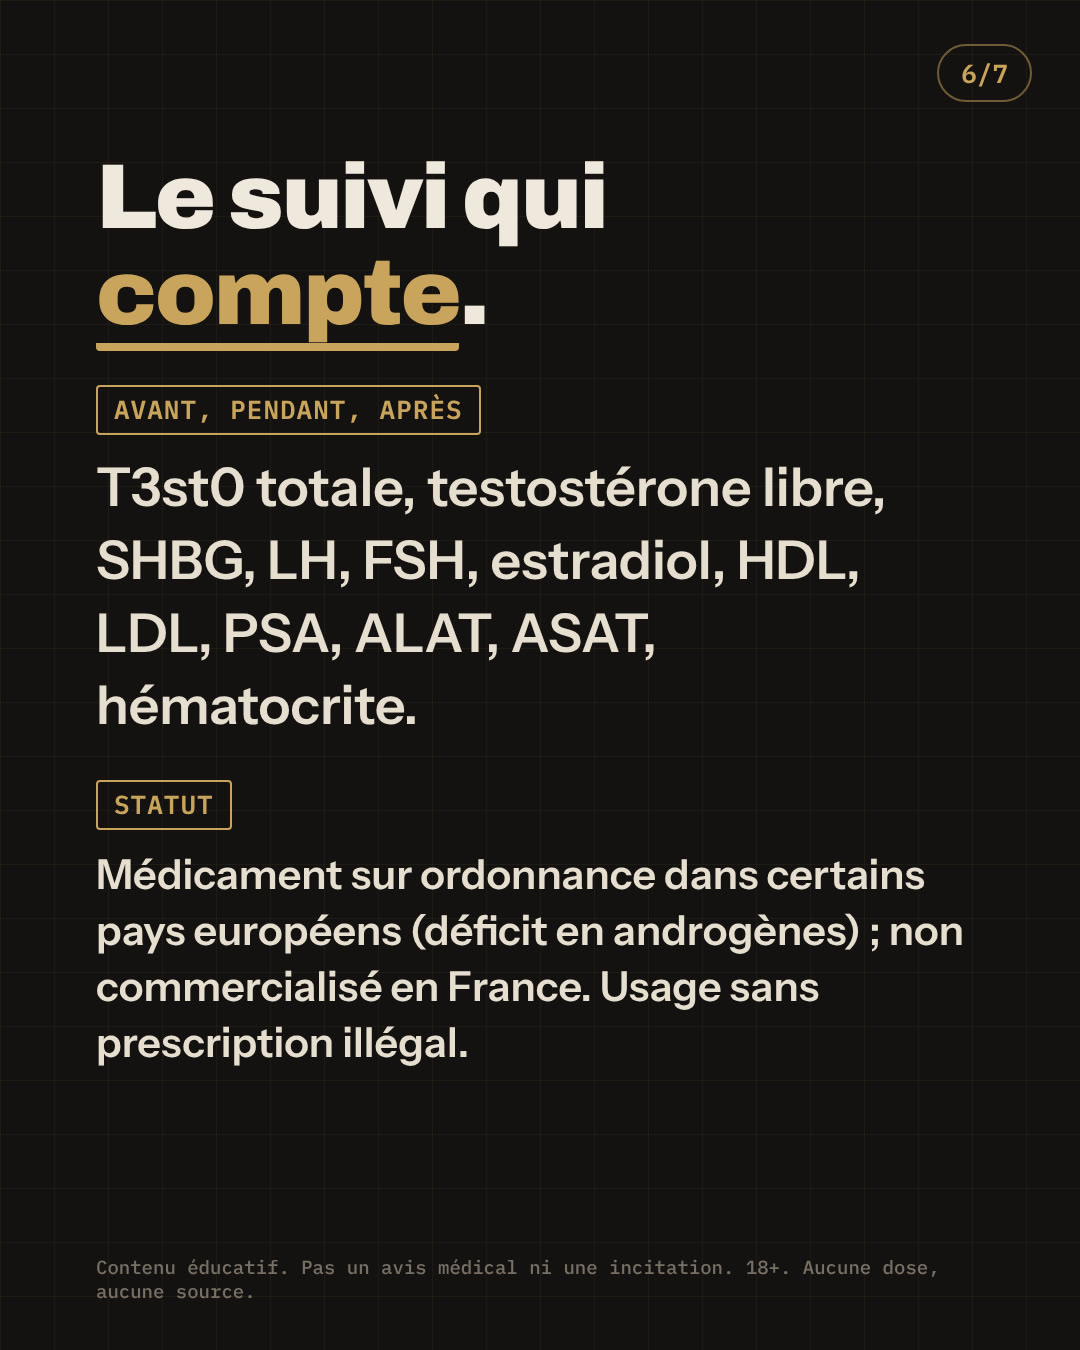 6/7
Le suivi qui
compte.
AVANT, PENDANT, APRÈS
T3st0 totale, testostérone libre,
SHBG, LH, FSH, estradiol, HDL,
LDL, PSA, ALAT, ASAT,
hématocrite.
STATUT
Médicament sur ordonnance dans certains
pays européens (déficit en androgènes) ; non
commercialisé en France. Usage sans
prescription illégal.
Contenu éducatif. Pas un avis médical ni une incitation. 18+. Aucune dose,
aucune source.